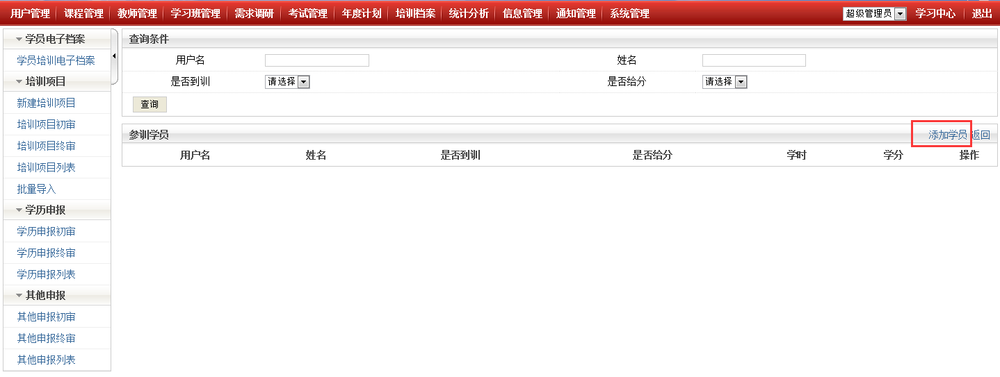 用户管理 课程管理 教师管理 学习班管理 需求调研 考试管理 年度计划 培训档案 统计分析 信息管理 通知管理 系统管理 超级管理员 学习中心 退出
学员电子档案
学员培训电子档案
培训项目
新建培训项目
培训项目初审
培训项目终审
培训项目列表
批量导入
学历申报
学历申报初审
学历申报终审
学历申报列表
其他申报
其他申报初审
其他申报终审
其他申报列表
查询条件
用户名 姓名
是否到训 请选择 是否给分 请选择
查询
参训学员 添加学员 返回
用户名 姓名 是否到训 是否给分 学时 学分 操作